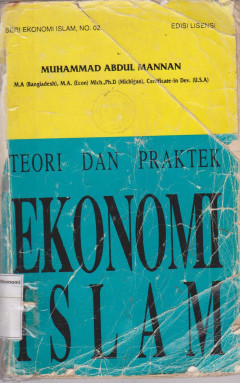 SERI EKONOMI ISLAM, NO. 02
EDISI LISENSI
MUHAMMAD ABDUL MANNAN
M.A (Bangladesh), M.A. (Econ) Mich.,Ph.D (Michigan), Certificate-in Dev. (U.S.A)
TEORI DAN PRAKTEK
EKONOMI
ISLAM